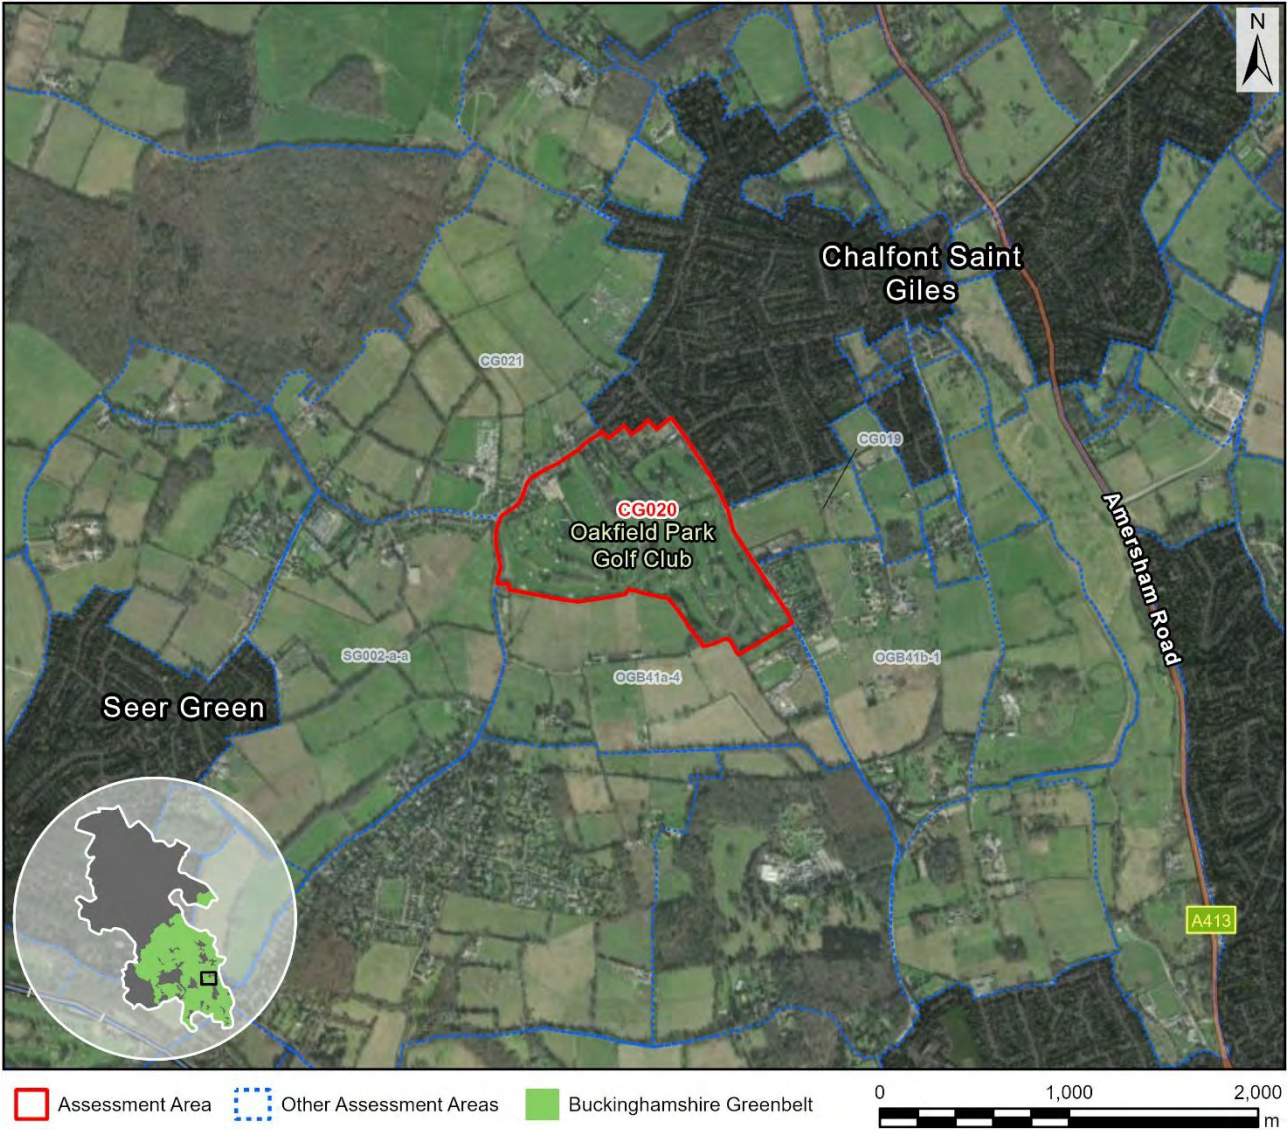 N
Chalfont Saint
Giles
CG021
CG019
CG020
Oakfield Park
Golf Club
Amersham Road
SG002-a-a
OGB41b-1
OGB41a-4
Seer Green
A413
Assessment Area
Other Assessment Areas
Buckinghamshire Greenbelt
0 1,000 2,000
m